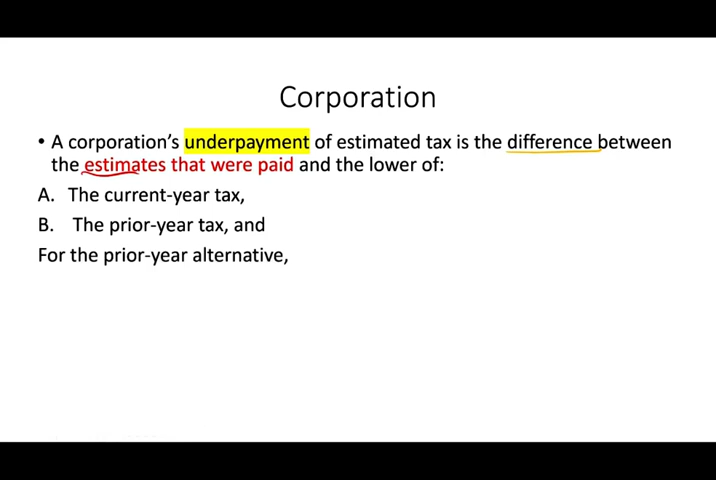 Corporation
• A corporation's underpayment of estimated tax is the difference between
the estimates that were paid and the lower of:
A. The current-year tax,
B. The prior-year tax, and
For the prior-year alternative,